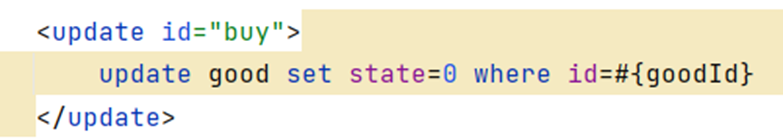 <update id="buy">
    update good set state=0 where id=#{goodId}
</update>